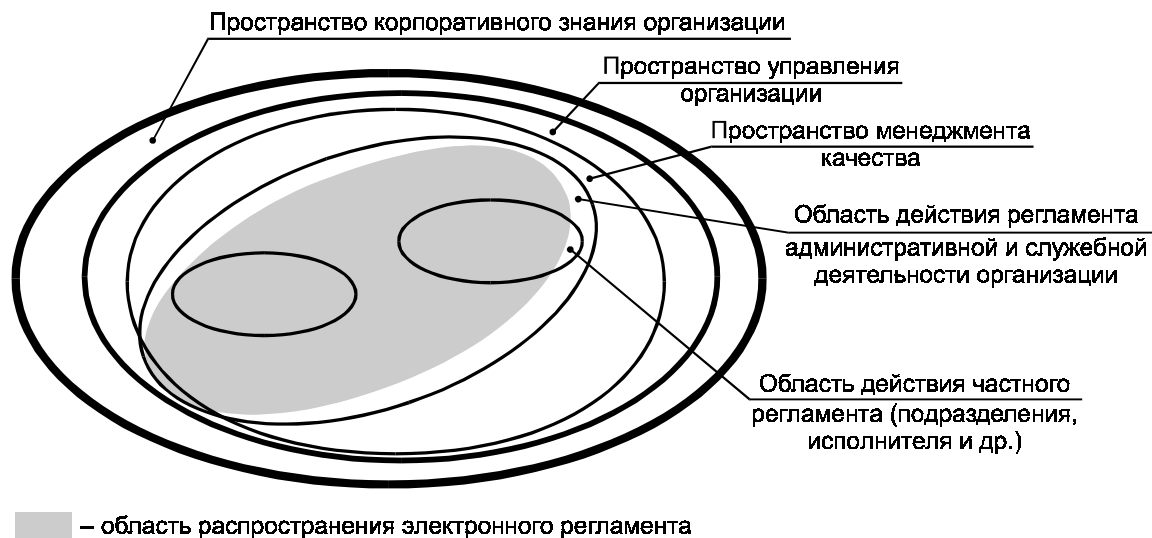 Пространство корпоративного знания организации
Пространство управления
организации
Пространство менеджмента
качества
Область действия регламента
административной и служебной
деятельности организации
Область действия частного
регламента (подразделения,
исполнителя и др.)
– область распространения электронного регламента